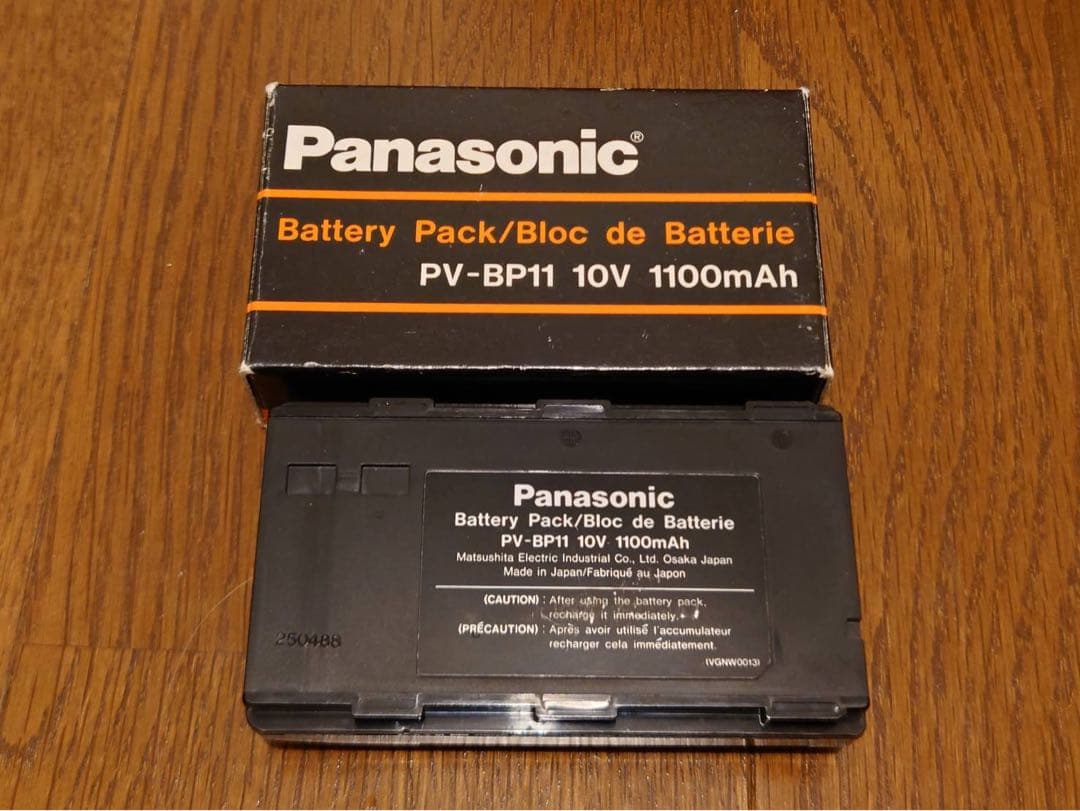 Panasonic®
Battery Pack/Bloc de Batterie
PV-BP11 10V 1100mAh
Panasonic
Battery Pack/Bloc de Batterie
PV-BP11 10V 1100mAh
Matsushita Electric Industrial Co., Ltd. Osaka Japan
Made in Japan/Fabriqué au Japon
(CAUTION) : After using the battery pack,
recharge it immediately.
(PRÉCAUTION) : Après avoir utilisé l'accumulateur
recharger cela immédiatement.
(VGNW0013)
250488